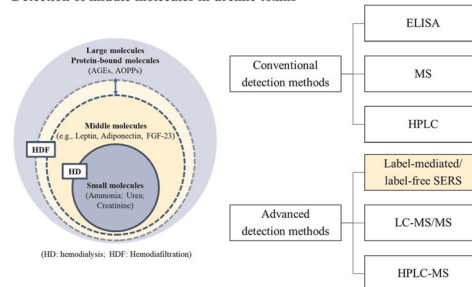 Detection of middle molecules in uremic toxins
Large molecules
Protein-bound molecules
(AGEs, AOPPs)
Middle molecules
(e.g., Leptin, Adiponectin, FGF-23)
HDF
HD
Small molecules
(Ammonia; Urea;
Creatinine)
(HD: hemodialysis; HDF: Hemodiafiltration)
Conventional
detection methods
ELISA
MS
HPLC
Advanced
detection methods
Label-mediated/
label-free SERS
LC-MS/MS
HPLC-MS